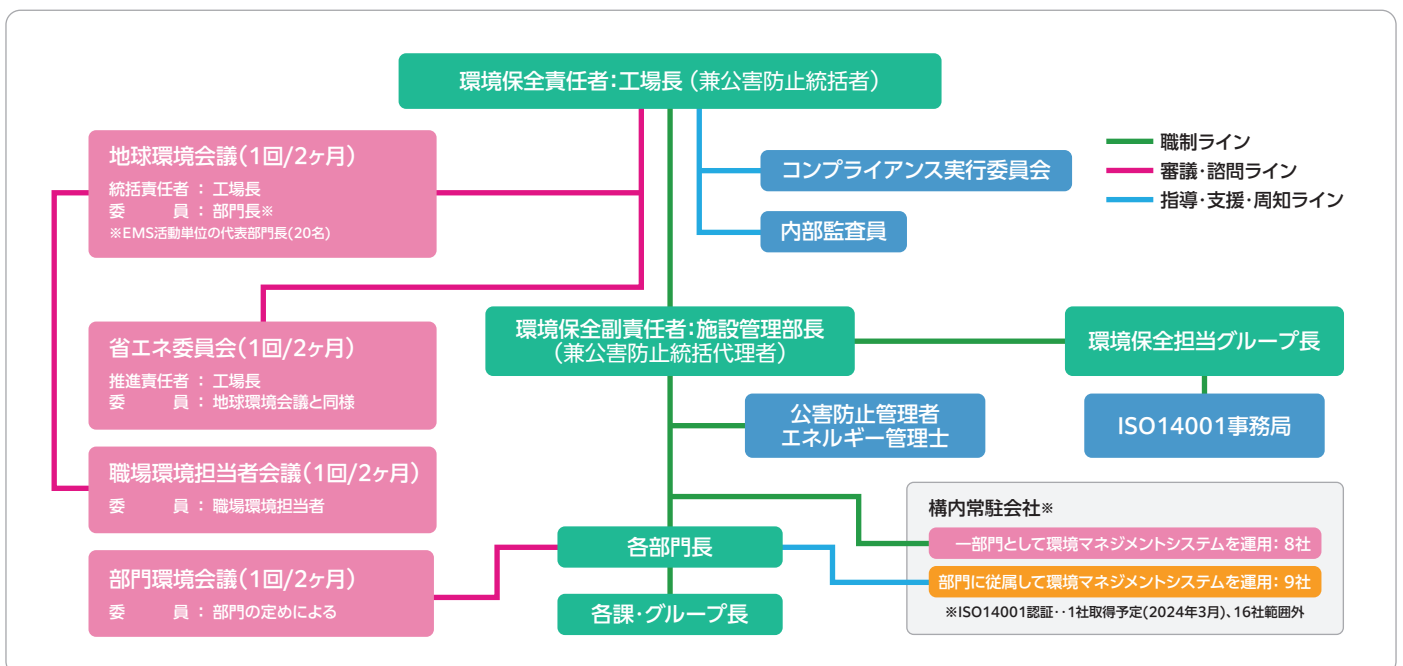 環境保全責任者:工場長(兼公害防止統括者)
地球環境会議(1回/2ヶ月)
統括責任者 : 工場長
委　　　員 : 部門長※
※EMS活動単位の代表部門長(20名)
コンプライアンス実行委員会
内部監査員
職制ライン
審議・諮問ライン
指導・支援・周知ライン
省エネ委員会(1回/2ヶ月)
推進責任者 : 工場長
委　　　員 : 地球環境会議と同様
環境保全副責任者:施設管理部長
(兼公害防止統括代理者)
環境保全担当グループ長
公害防止管理者
エネルギー管理士
ISO14001事務局
職場環境担当者会議(1回/2ヶ月)
委　　　員 : 職場環境担当者
構内常駐会社※
一部門として環境マネジメントシステムを運用: 8社
部門に従属して環境マネジメントシステムを運用: 9社
※ISO14001認証‥1社取得予定(2024年3月)、16社範囲外
各部門長
部門環境会議(1回/2ヶ月)
委　　　員 : 部門の定めによる
各課・グループ長